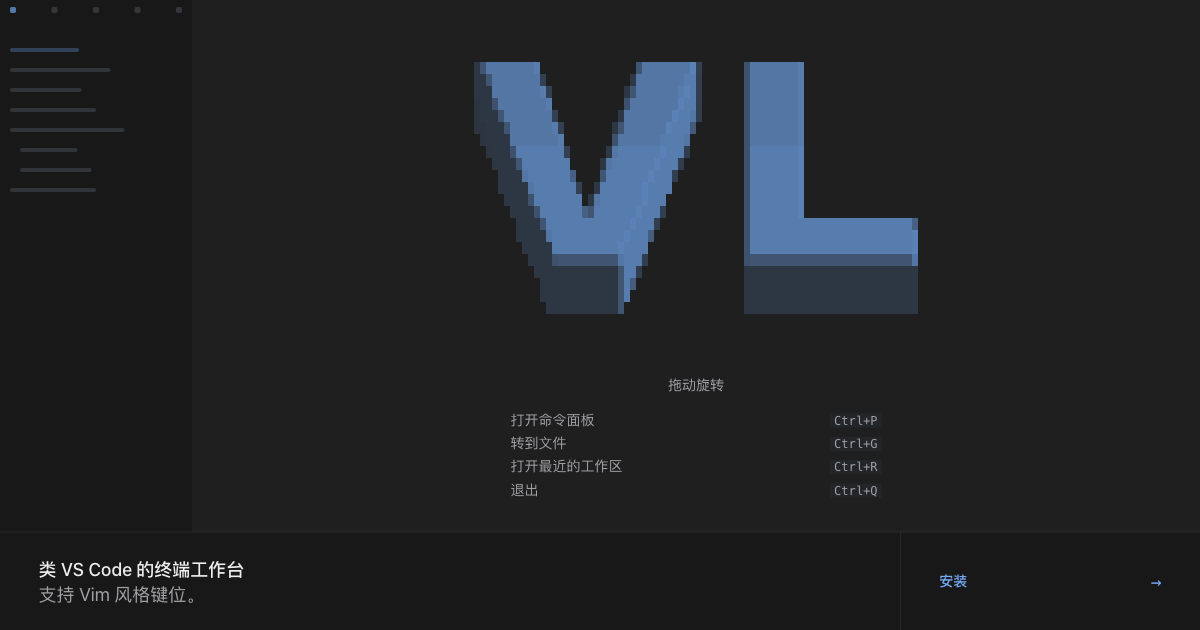 VL
拖动旋转
打开命令面板 Ctrl+P
转到文件 Ctrl+G
打开最近的工作区 Ctrl+R
退出 Ctrl+Q
类 VS Code 的终端工作台
支持 Vim 风格键位。
安装 →